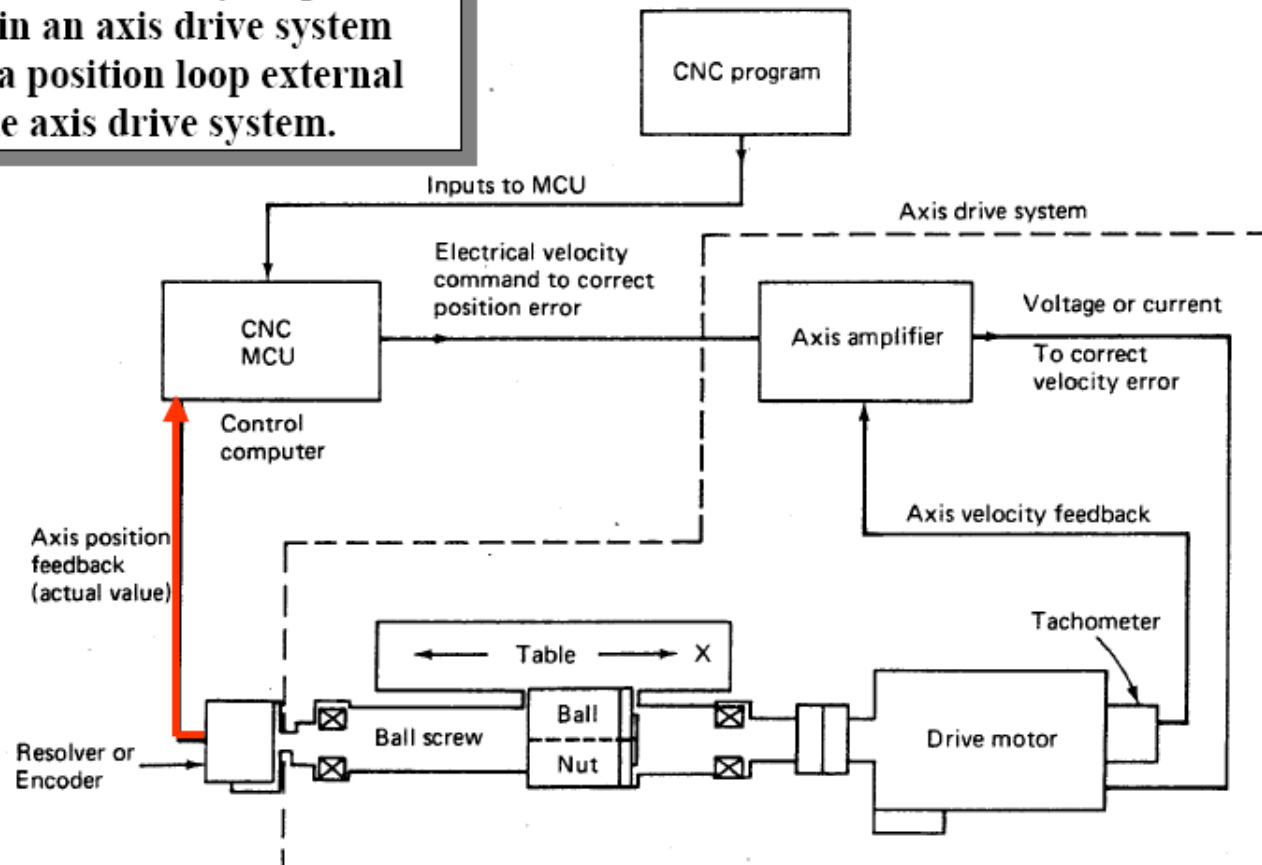 in an axis drive system
a position loop external
e axis drive system.
CNC program
Inputs to MCU
Axis drive system
Electrical velocity
command to correct
position error
CNC
MCU
Axis amplifier
Voltage or current
To correct
velocity error
Control
computer
Axis position
feedback
(actual value)
Axis velocity feedback
Tachometer
Table
X
Ball
Nut
Ball screw
Drive motor
Resolver or
Encoder